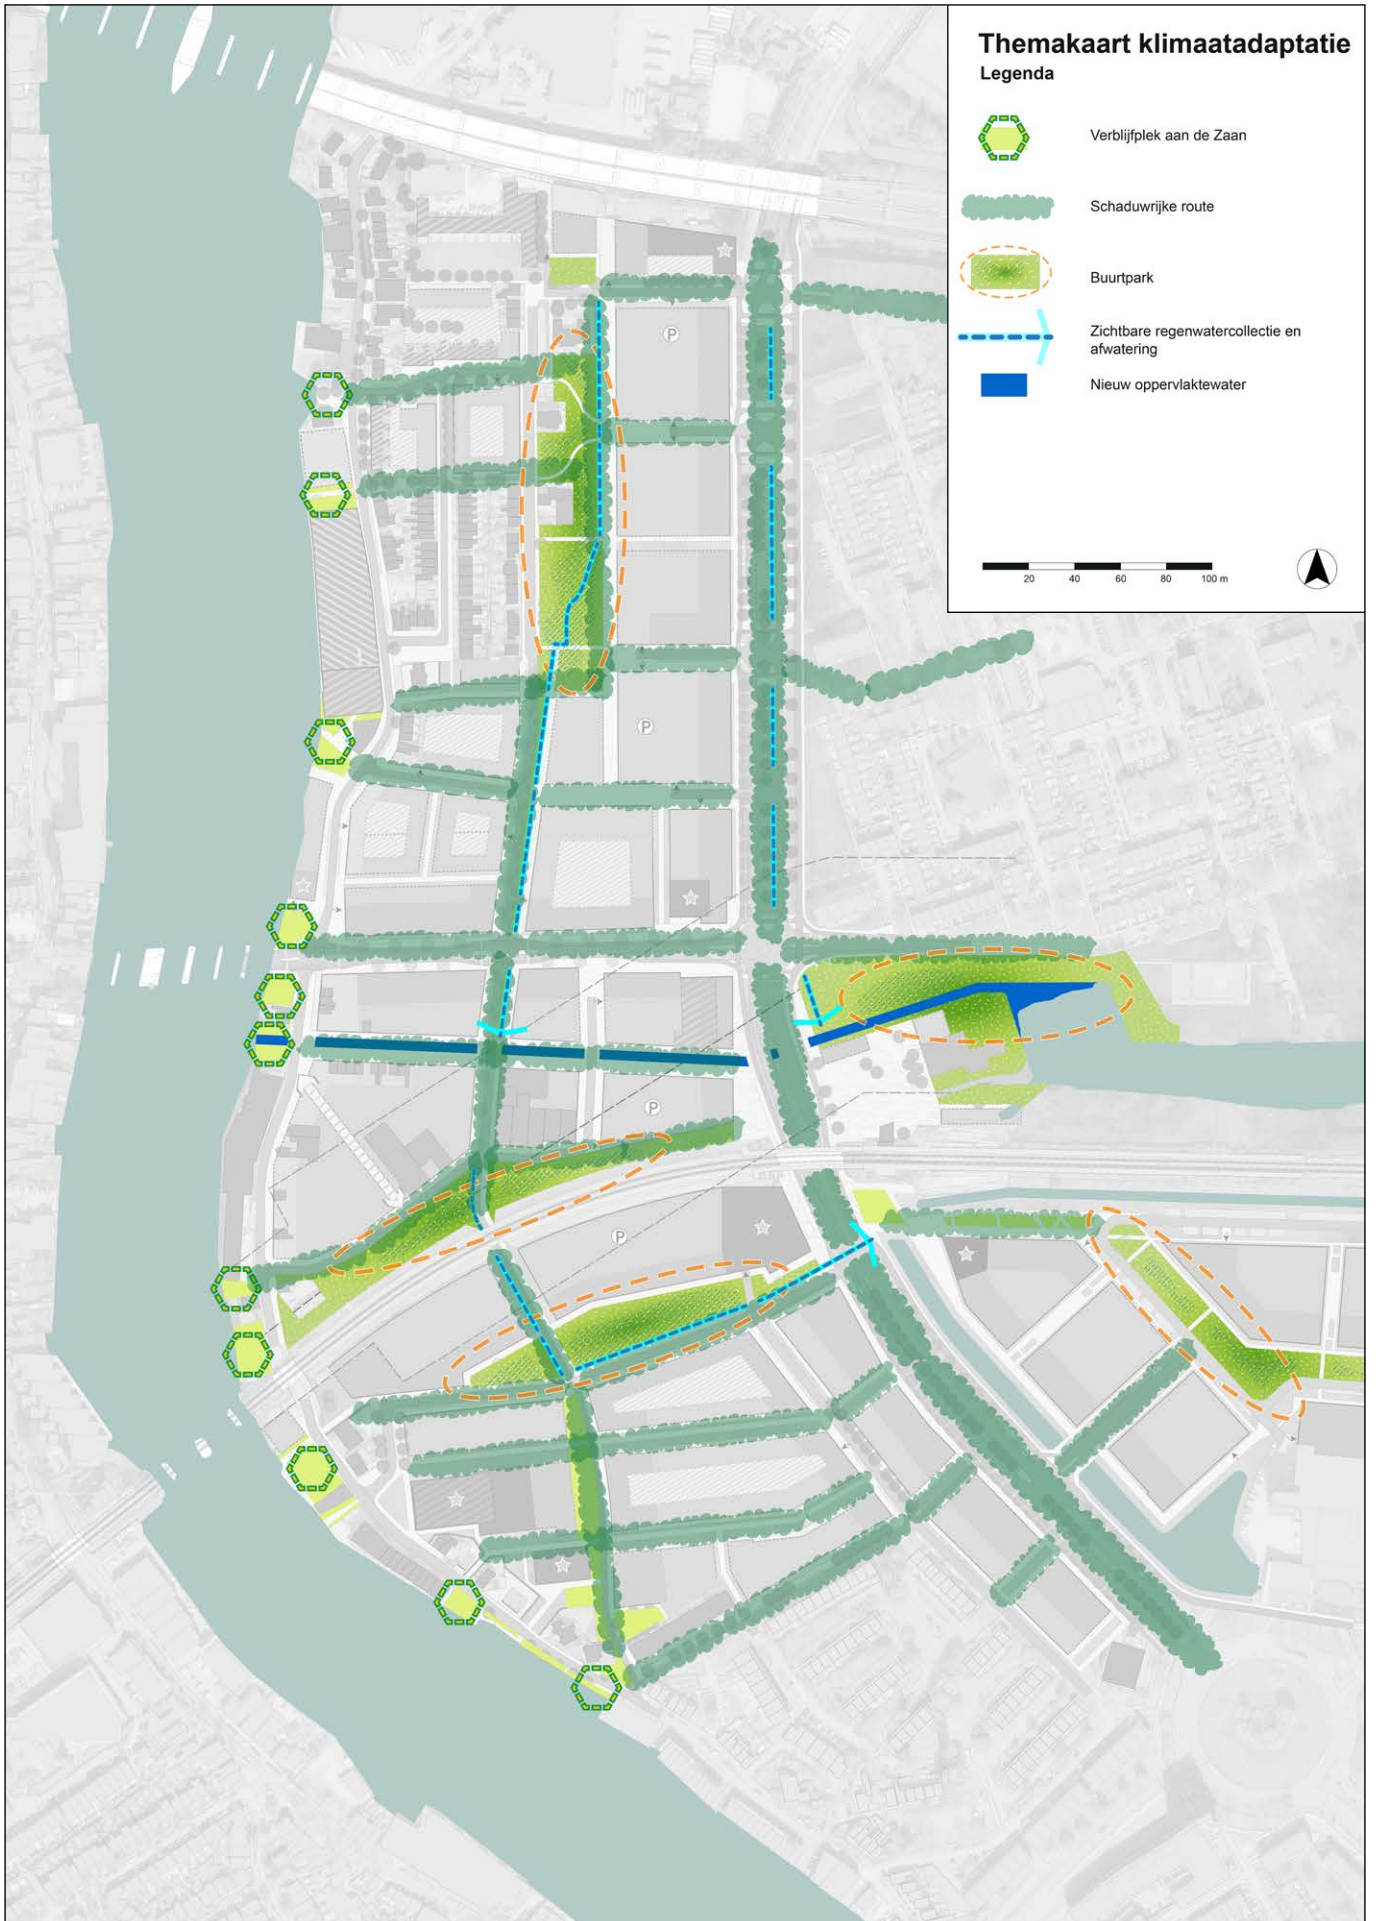 Themakaart klimaatadaptatie
Legenda
Verblijfplek aan de Zaan
Schaduwrijke route
Buurtpark
Zichtbare regenwatercollectie en
afwatering
Nieuw oppervlaktewater
20 40 60 80 100 m
P
P
P
P